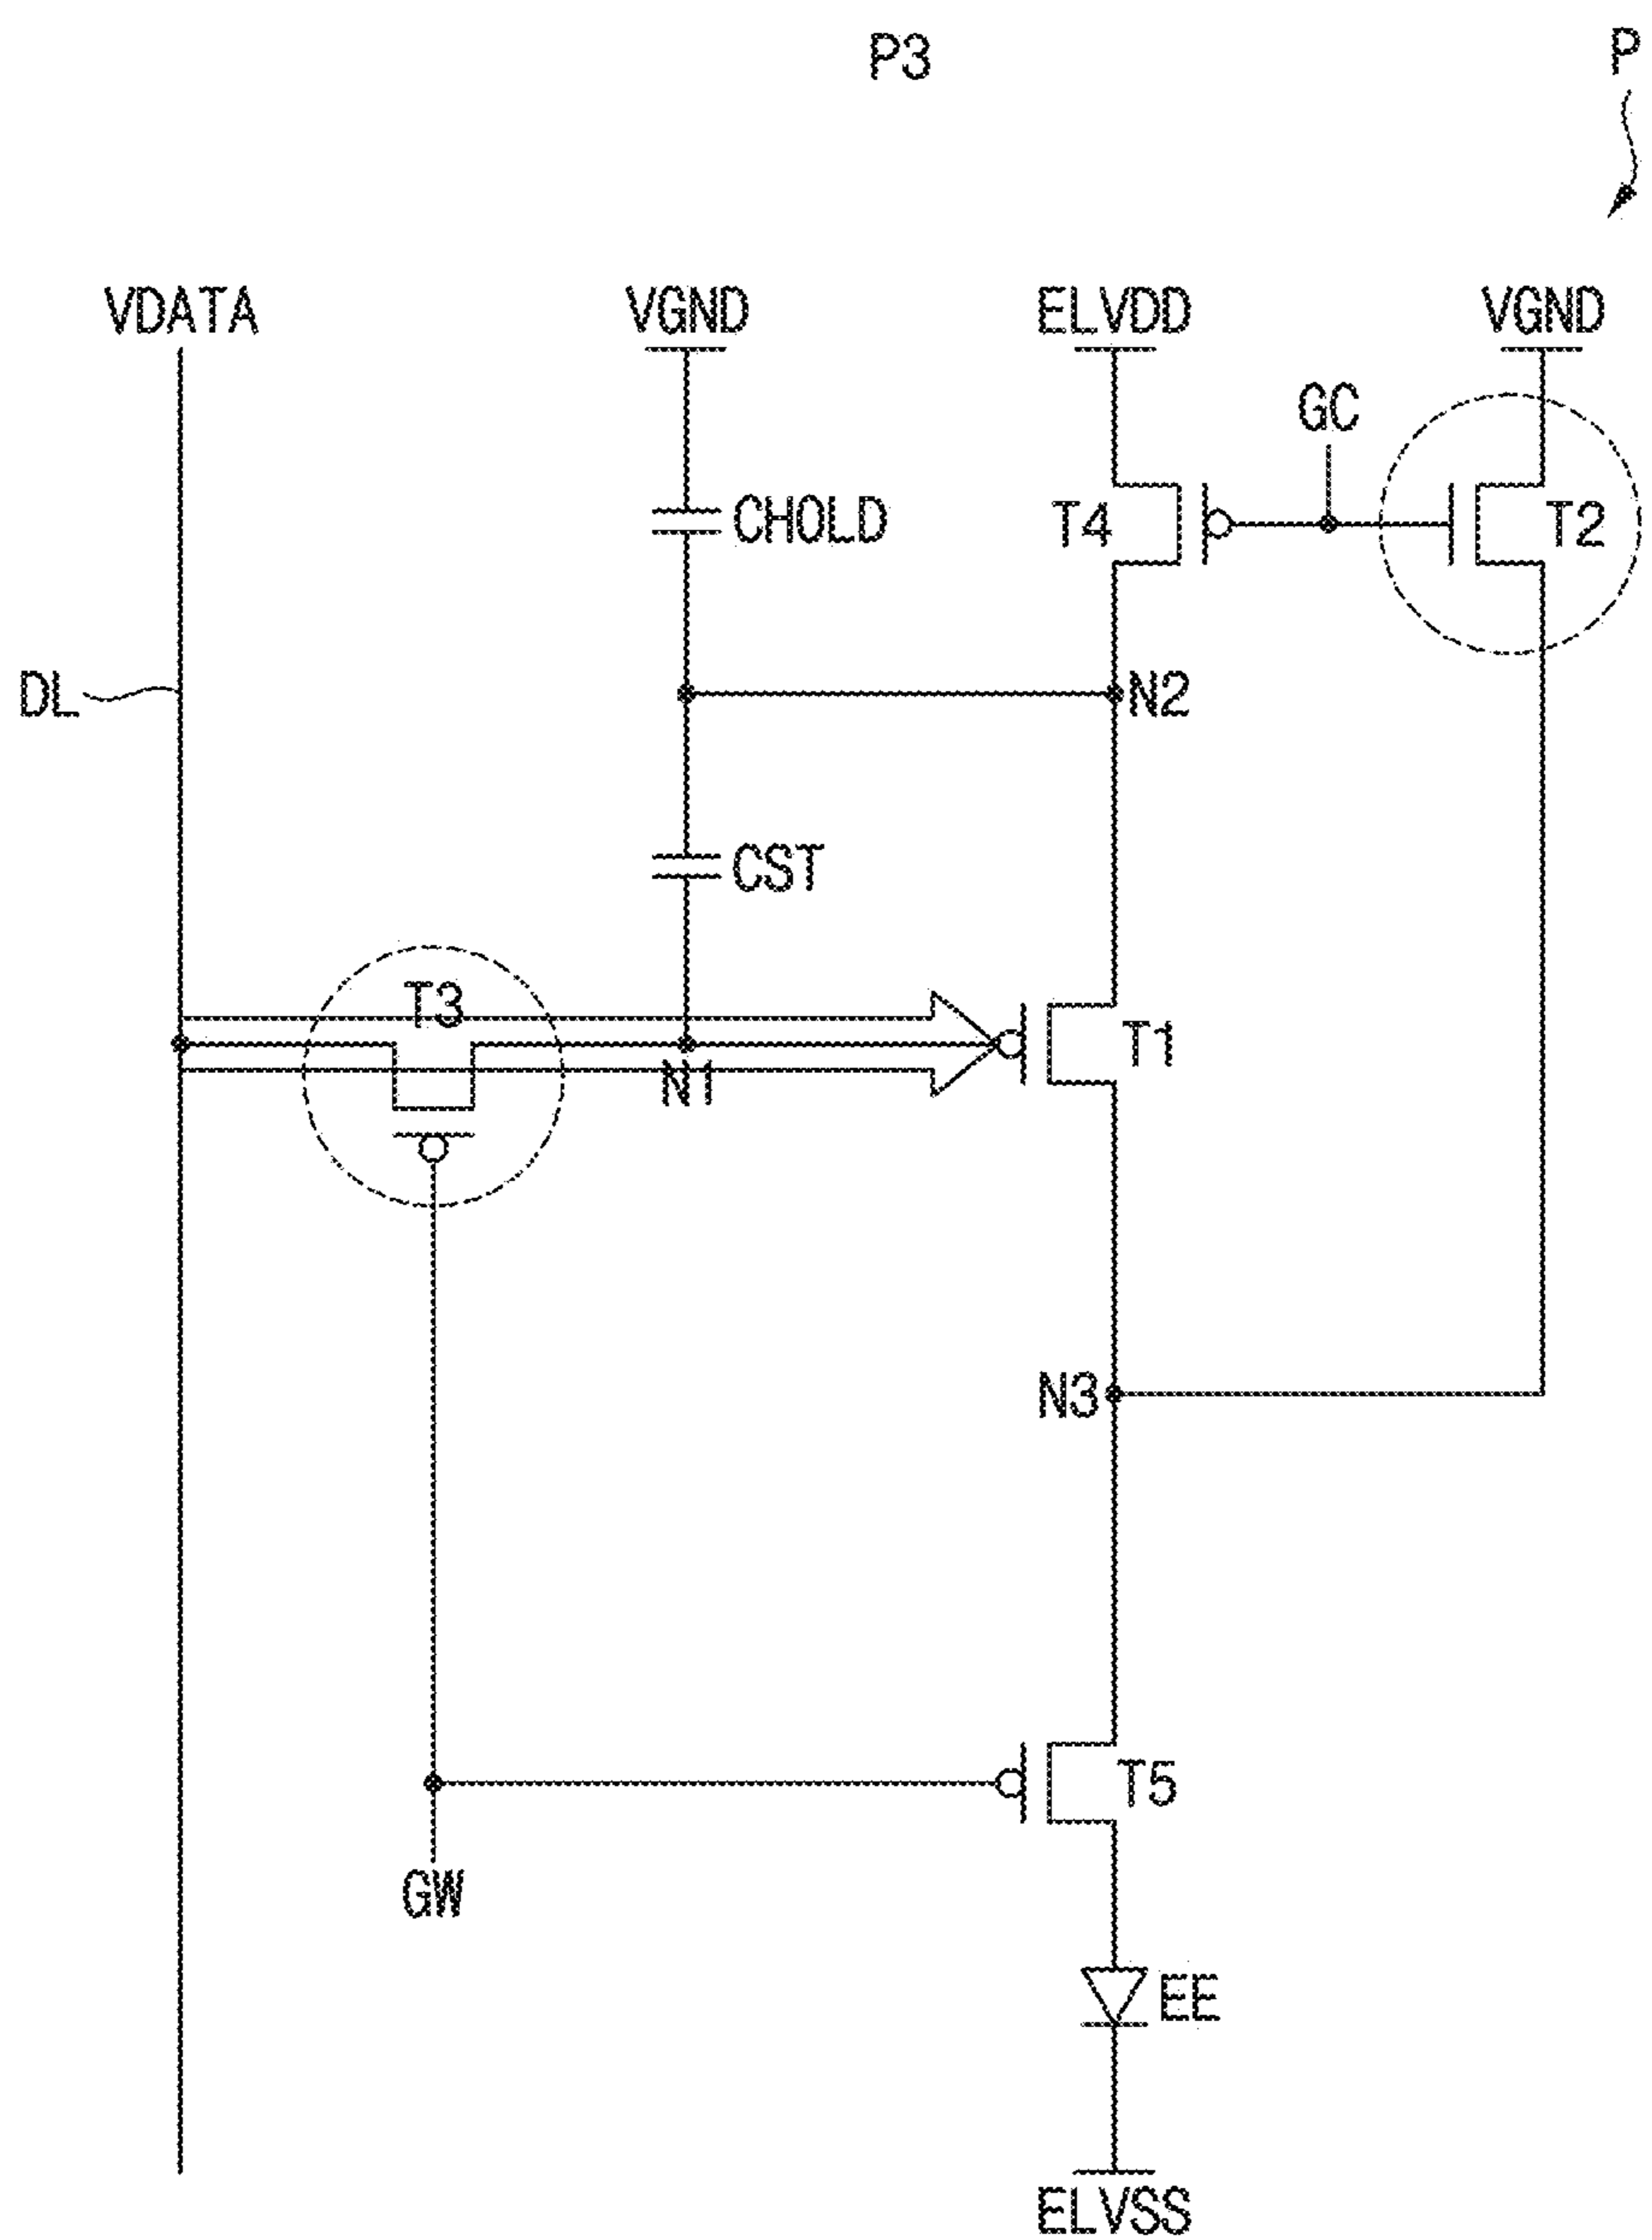 P3
P
VDATA
VGND
ELVDD
VGND
GC
CHOLD
T4
T2
DL
N2
CST
T3
T1
N1
N3
T5
GW
EE
ELVSS